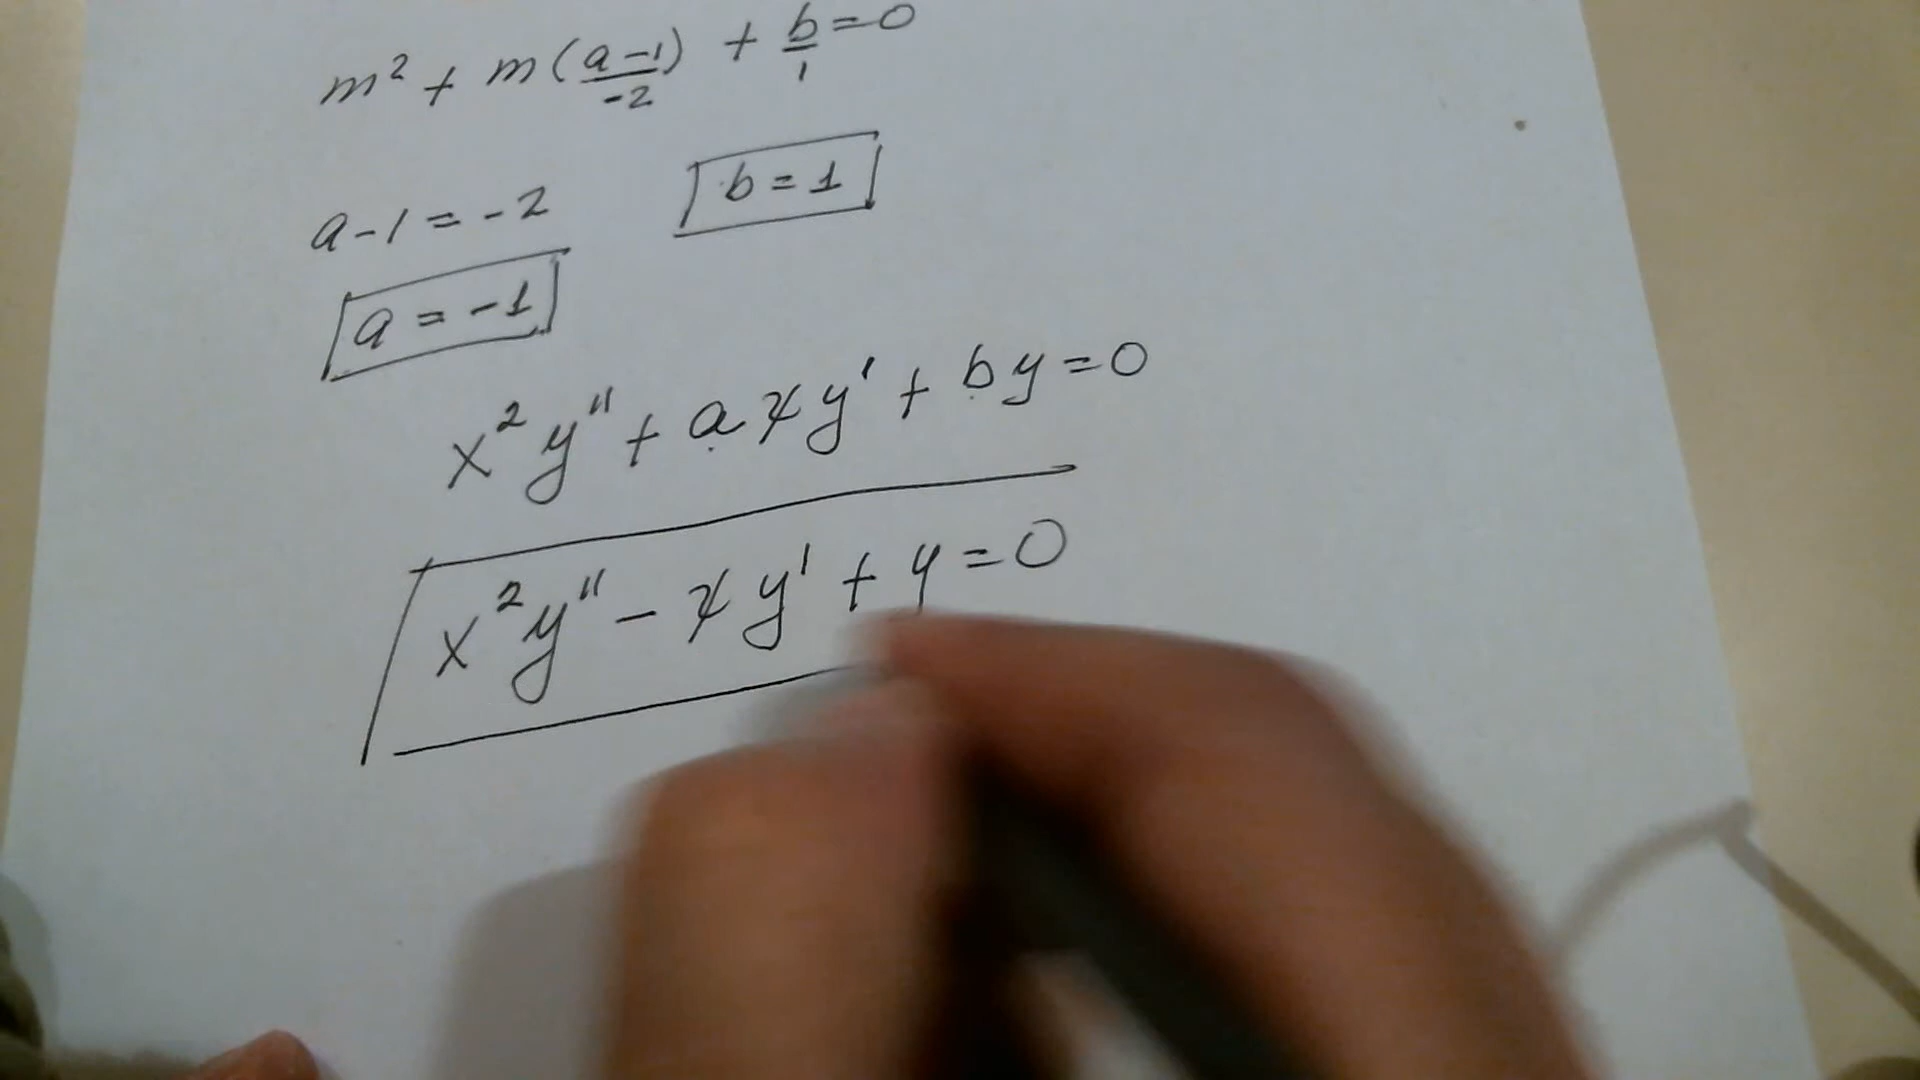 m² + m(a-1) + b = 0
-2 1
a-1 = -2 b = 1
a = -1
x²y'' + axy' + by = 0
x²y'' - xy' + y = 0